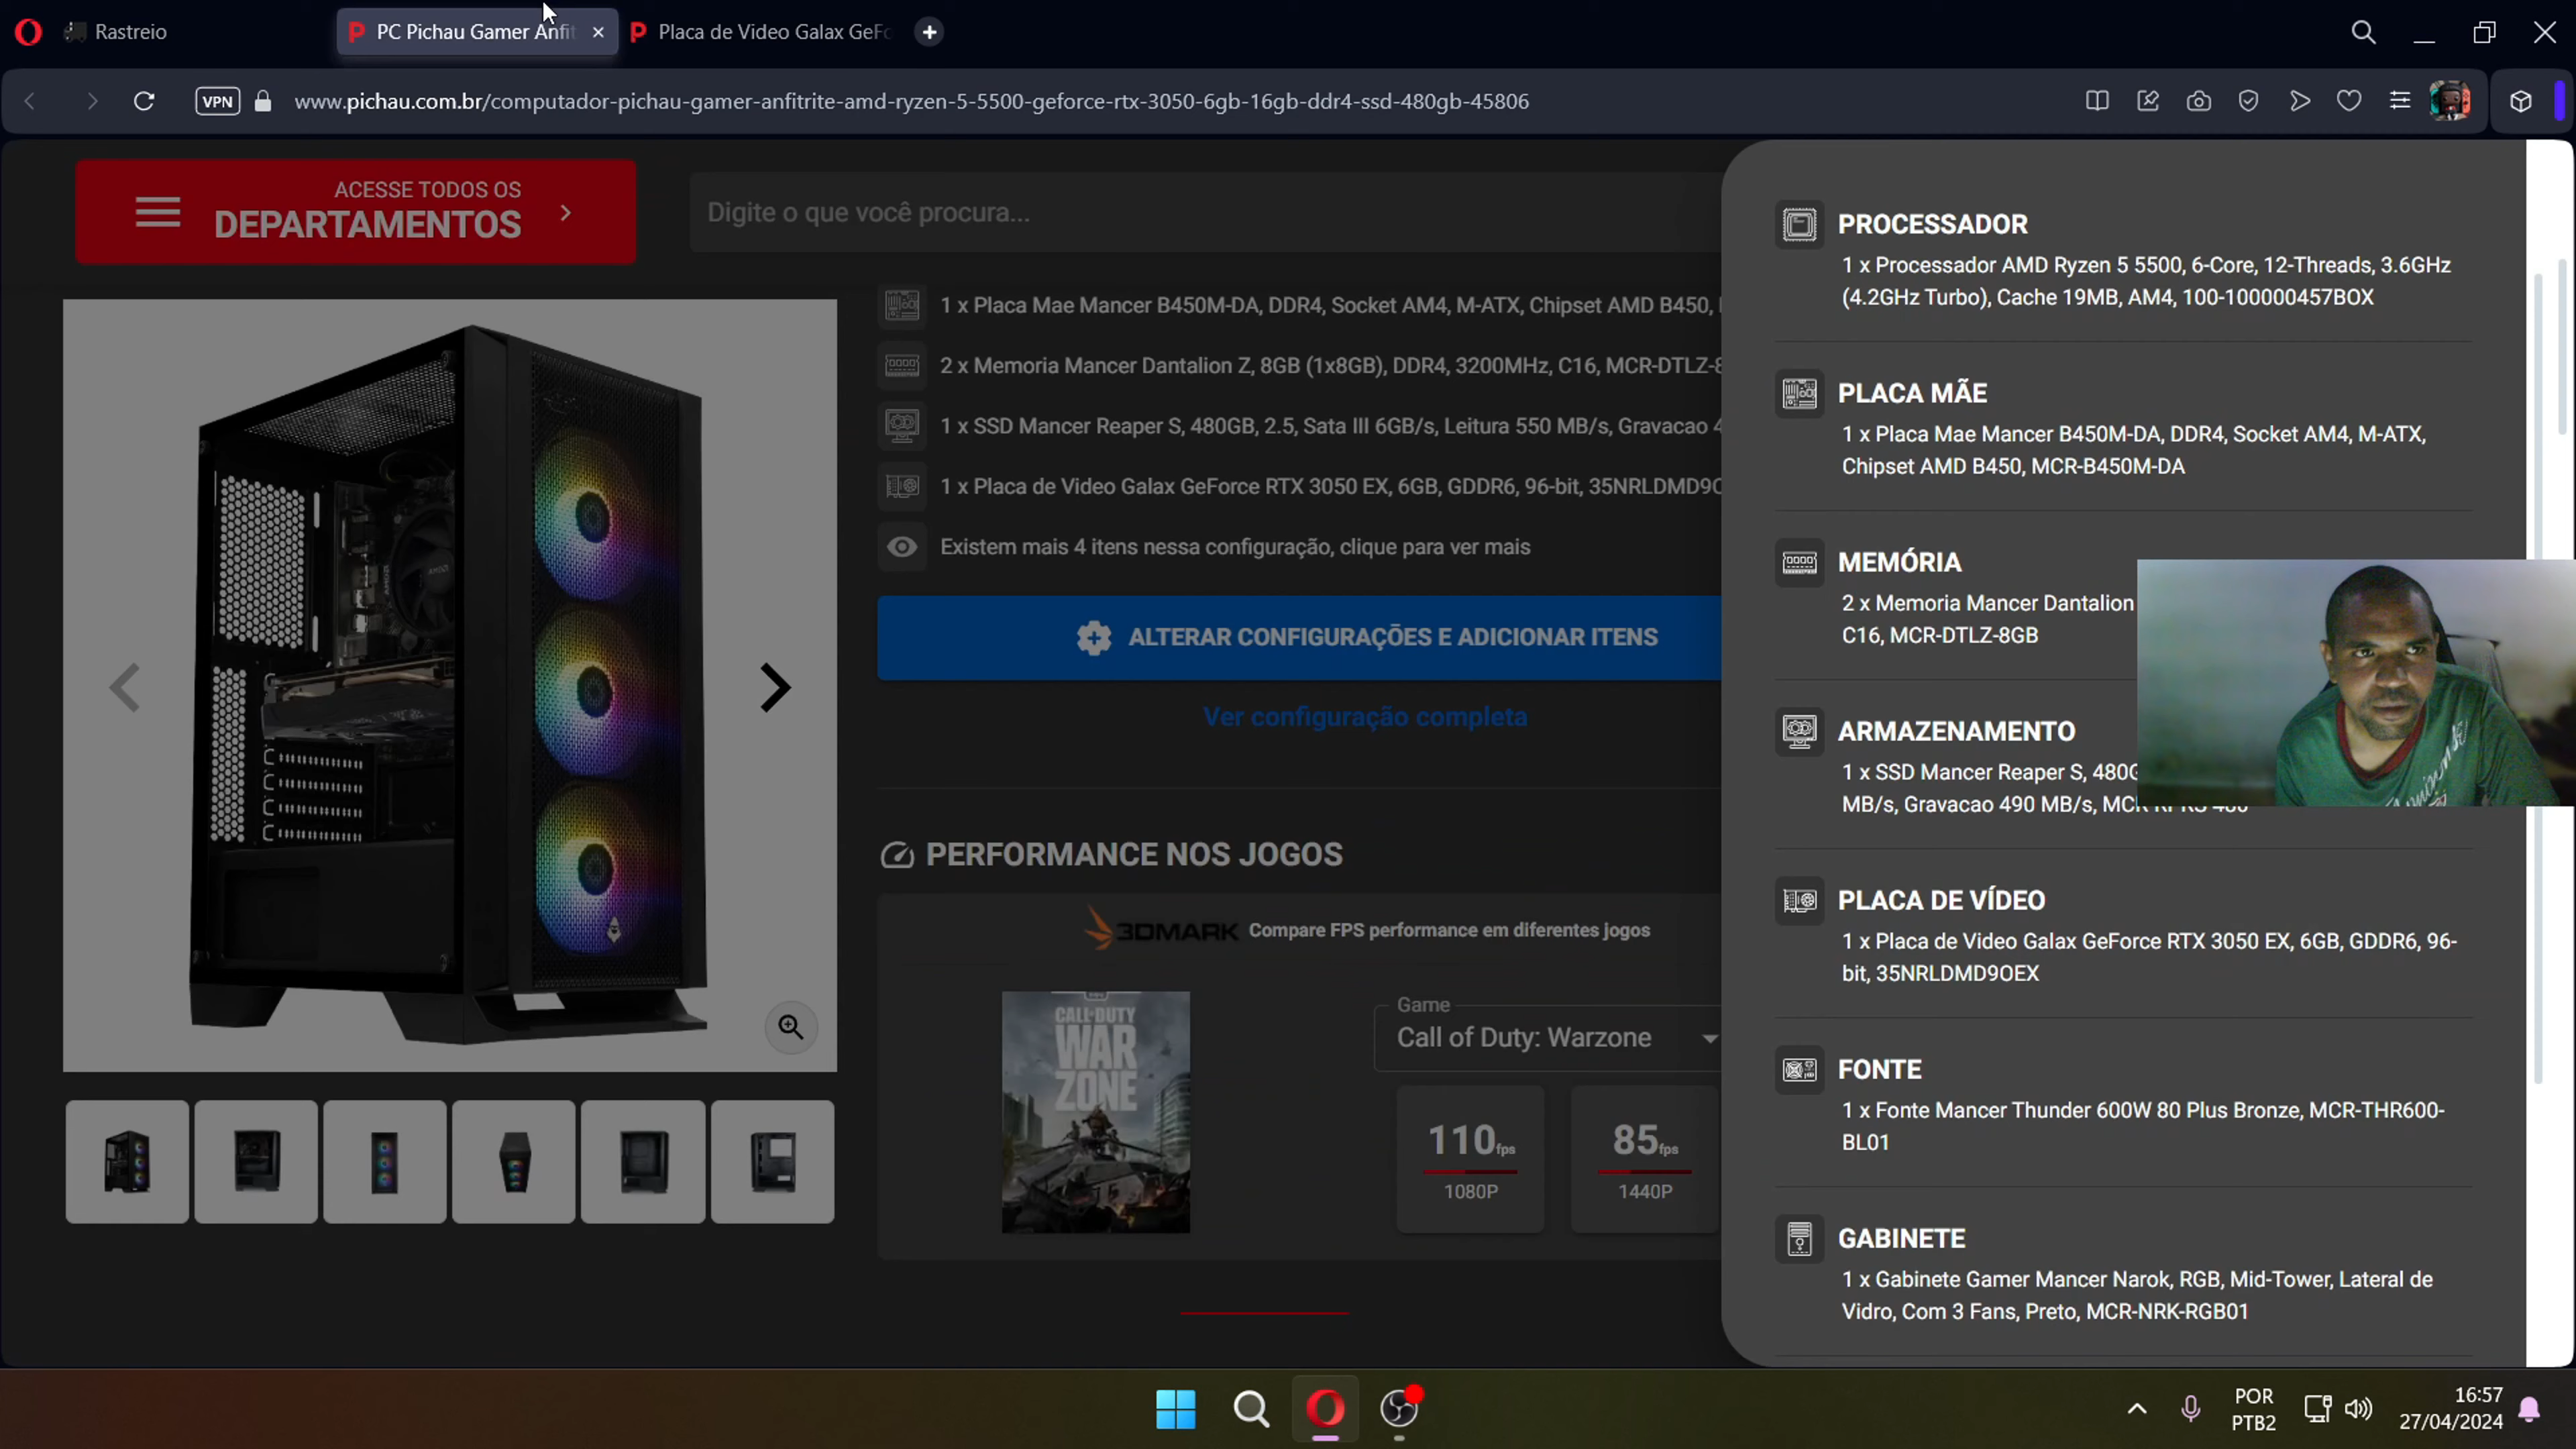 Rastreio
PC Pichau Gamer Anfit
Placa de Video Galax GeFo
VPN
www.pichau.com.br/computador-pichau-gamer-anfitrite-amd-ryzen-5-5500-geforce-rtx-3050-6gb-16gb-ddr4-ssd-480gb-45806
ACESSE TODOS OS
DEPARTAMENTOS
Digite o que você procura...
1 x Placa Mae Mancer B450M-DA, DDR4, Socket AM4, M-ATX, Chipset AMD B450,
2 x Memoria Mancer Dantalion Z, 8GB (1x8GB), DDR4, 3200MHz, C16, MCR-DTLZ-8
1 x SSD Mancer Reaper S, 480GB, 2.5, Sata III 6GB/s, Leitura 550 MB/s, Gravacao 4
1 x Placa de Video Galax GeForce RTX 3050 EX, 6GB, GDDR6, 96-bit, 35NRLDMD9O
Existem mais 4 itens nessa configuração, clique para ver mais
ALTERAR CONFIGURAÇÕES E ADICIONAR ITENS
Ver configuração completa
PERFORMANCE NOS JOGOS
3DMARK Compare FPS performance em diferentes jogos
CALL OF DUTY
WAR
ZONE
Game
Call of Duty: Warzone
110fps
1080P
85fps
1440P
PROCESSADOR
1 x Processador AMD Ryzen 5 5500, 6-Core, 12-Threads, 3.6GHz
(4.2GHz Turbo), Cache 19MB, AM4, 100-100000457BOX
PLACA MÃE
1 x Placa Mae Mancer B450M-DA, DDR4, Socket AM4, M-ATX,
Chipset AMD B450, MCR-B450M-DA
MEMÓRIA
2 x Memoria Mancer Dantalion
C16, MCR-DTLZ-8GB
ARMAZENAMENTO
1 x SSD Mancer Reaper S, 480G
MB/s, Gravacao 490 MB/s,
PLACA DE VÍDEO
1 x Placa de Video Galax GeForce RTX 3050 EX, 6GB, GDDR6, 96-
bit, 35NRLDMD9OEX
FONTE
1 x Fonte Mancer Thunder 600W 80 Plus Bronze, MCR-THR600-
BL01
GABINETE
1 x Gabinete Gamer Mancer Narok, RGB, Mid-Tower, Lateral de
Vidro, Com 3 Fans, Preto, MCR-NRK-RGB01
POR
PTB2
16:57
27/04/2024